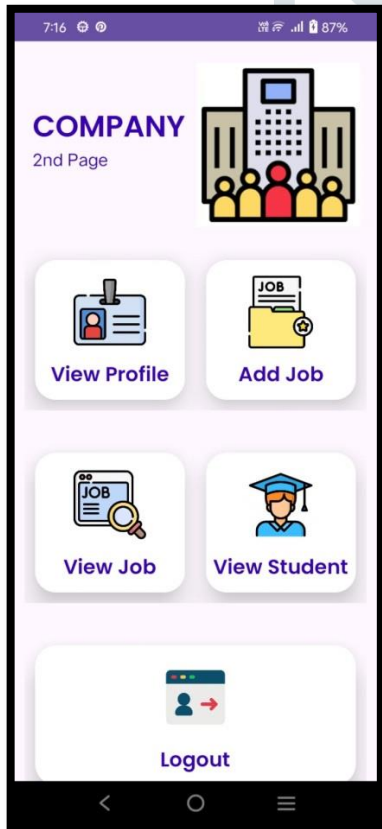 7:16 87%
COMPANY
2nd Page
View Profile
JOB
Add Job
JOB
View Job
View Student
Logout